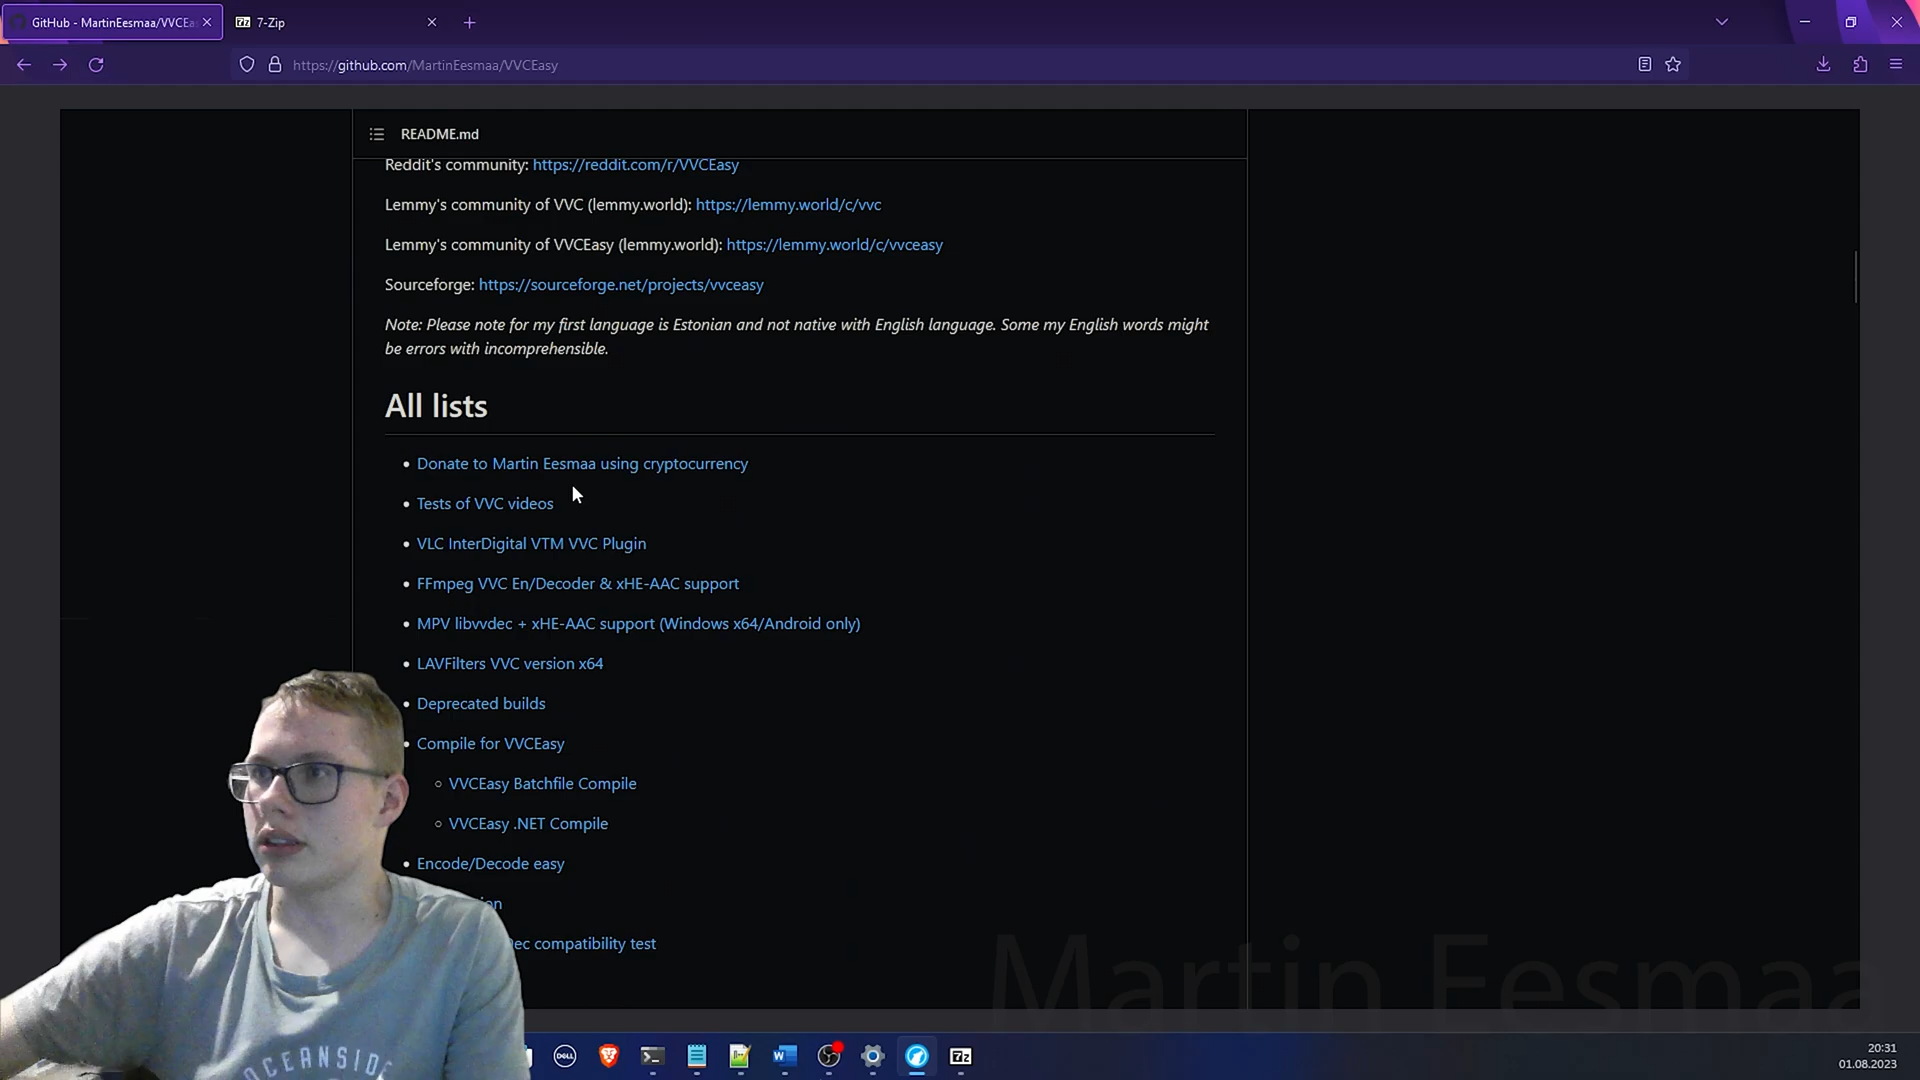 GitHub - MartinEesmaa/VVCEa
7-Zip
https://github.com/MartinEesmaa/VVCEasy
README.md
Reddit's community: https://reddit.com/r/VVCEasy
Lemmy's community of VVC (lemmy.world): https://lemmy.world/c/vvc
Lemmy's community of VVCEasy (lemmy.world): https://lemmy.world/c/vvceasy
Sourceforge: https://sourceforge.net/projects/vvceasy
Note: Please note for my first language is Estonian and not native with English language. Some my English words might
be errors with incomprehensible.
All lists
Donate to Martin Eesmaa using cryptocurrency
Tests of VVC videos
VLC InterDigital VTM VVC Plugin
FFmpeg VVC En/Decoder & xHE-AAC support
MPV libvvdec + xHE-AAC support (Windows x64/Android only)
LAVFilters VVC version x64
Deprecated builds
Compile for VVCEasy
VVCEasy Batchfile Compile
VVCEasy .NET Compile
Encode/Decode easy
compatibility test
Martin Eesmaa
OCEANSIDE
DELL
7z
20:31
01.08.2023